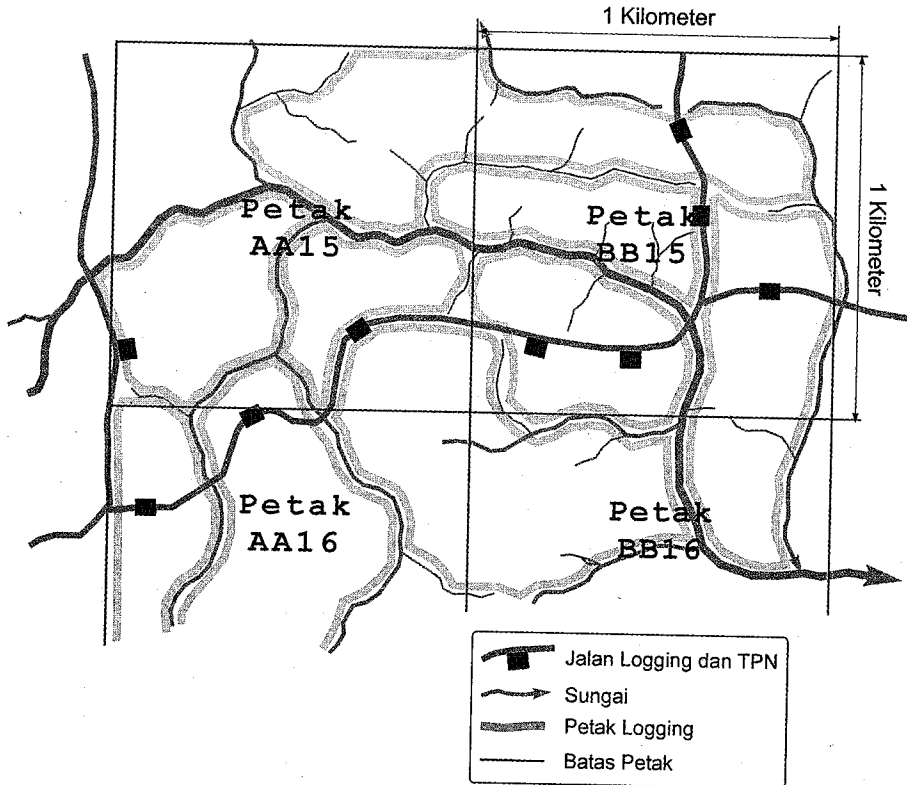 1 Kilometer
1 Kilometer
Petak
AA15
Petak
BB15
Petak
AA16
Petak
BB16
Jalan Logging dan TPN
Sungai
Petak Logging
Batas Petak